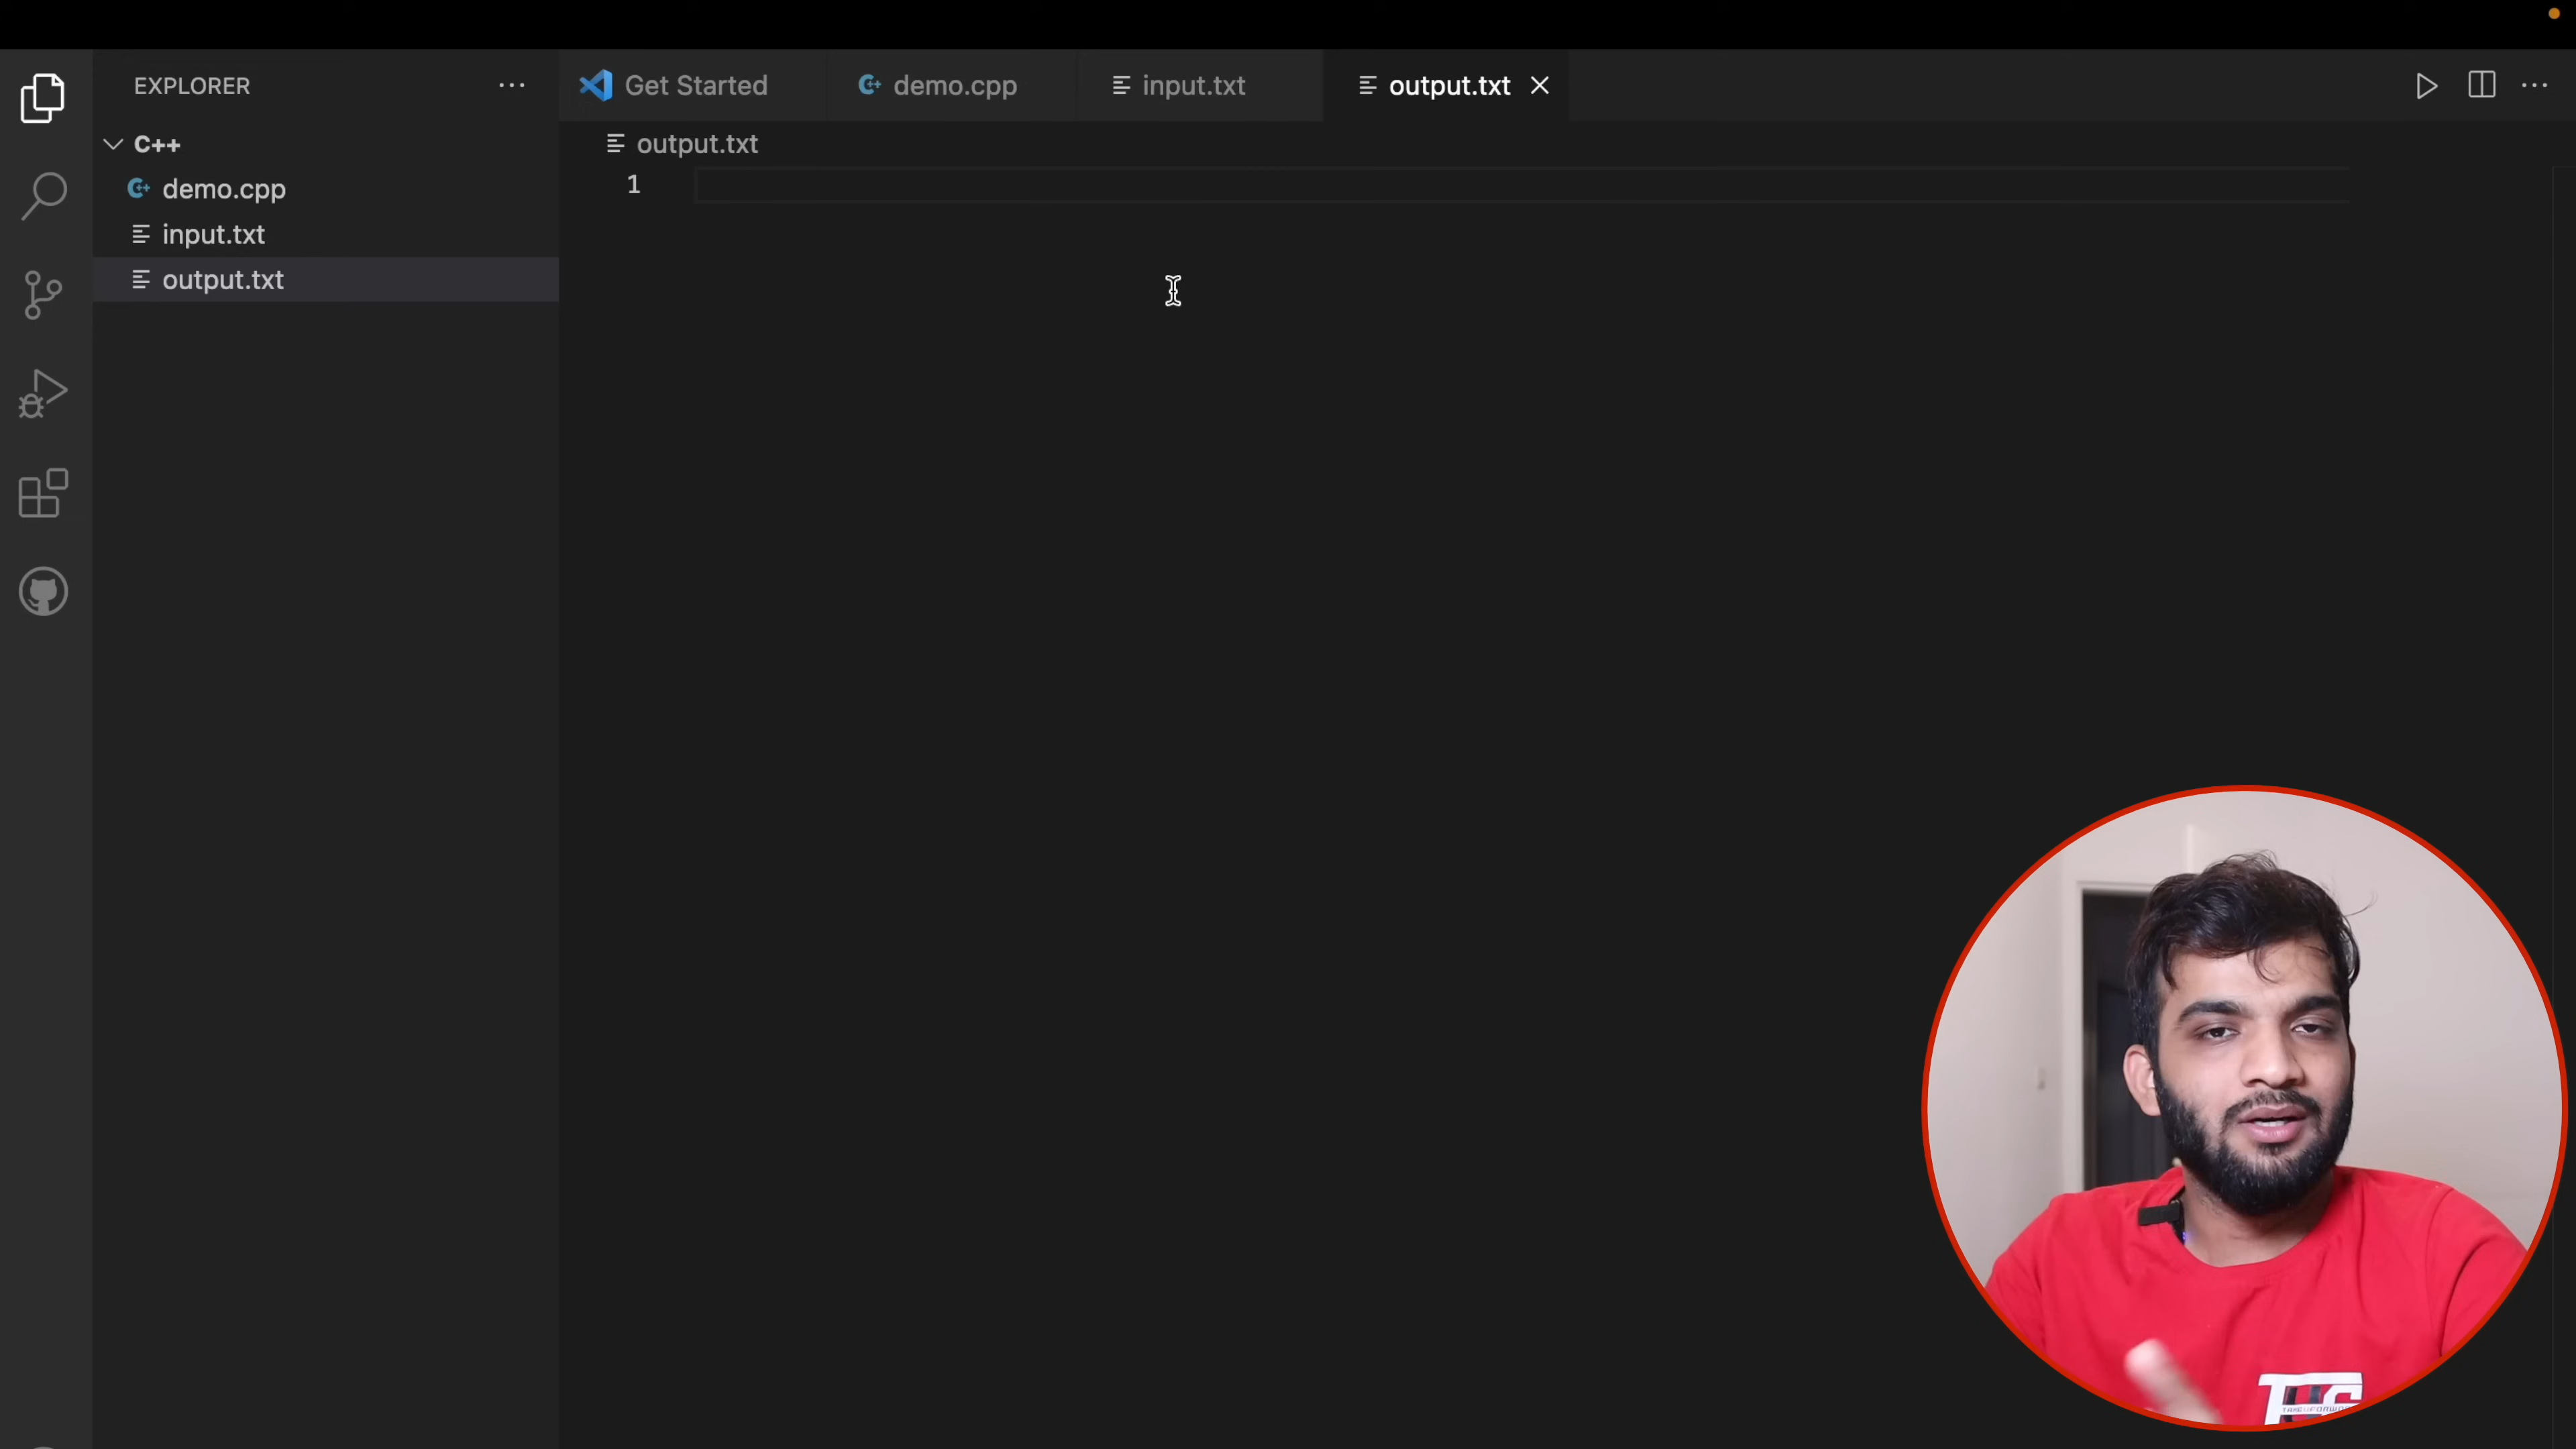 EXPLORER
Get Started
demo.cpp
input.txt
output.txt
C++
output.txt
demo.cpp
1
input.txt
output.txt